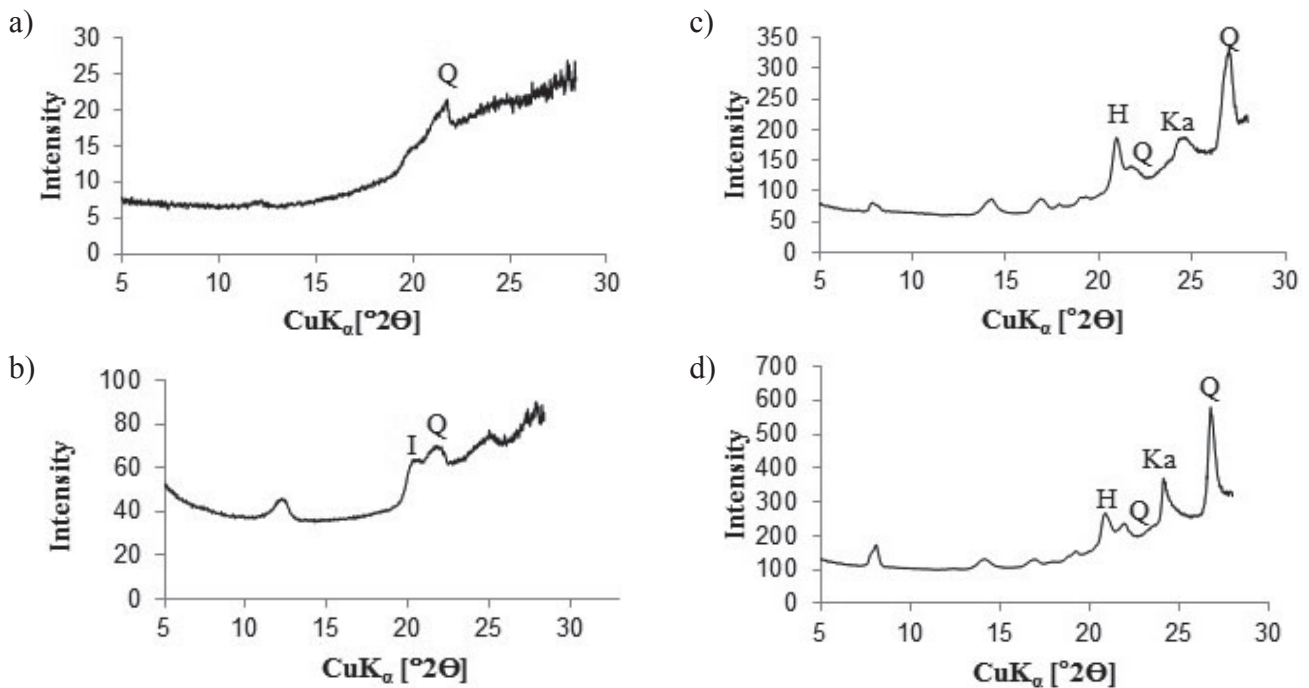 a)
30
25
20
15
10
5
0
Intensity
Q
5 10 15 20 25 30
CuKα[°2Θ]
b)
100
80
60
40
20
0
Intensity
I Q
5 10 15 20 25 30
CuKα [°2Θ]
c)
350
300
250
200
150
100
50
0
Intensity
H Q Ka Q
5 10 15 20 25 30
CuKα [°2Θ]
d)
700
600
500
400
300
200
100
0
Intensity
H Q Ka Q
5 10 15 20 25 30
CuKα [°2Θ]